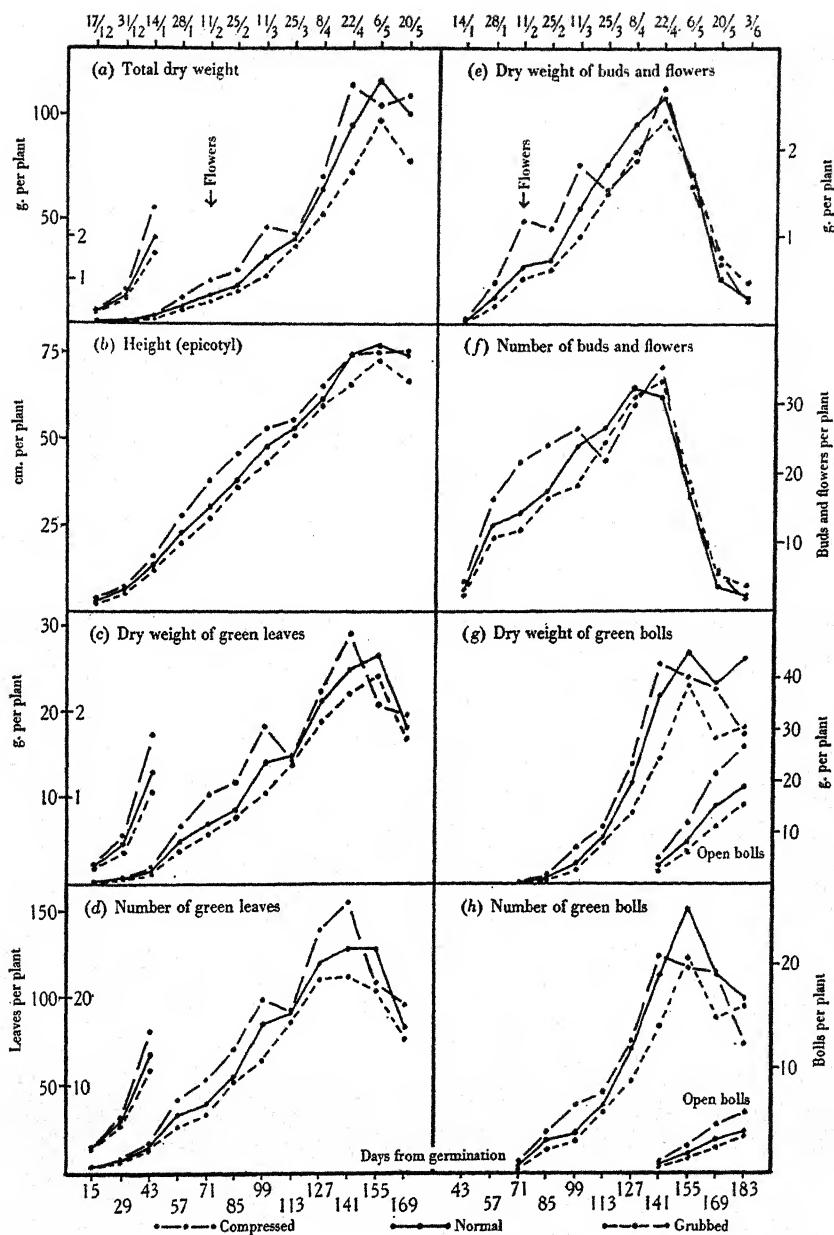 17/12 31/12 14/1 28/1 11/2 25/2 11/3 25/3 8/4 22/4 6/5 20/5
14/1 28/1 11/2 25/2 11/3 25/3 8/4 22/4 6/5 20/5 3/6
(a) Total dry weight
100
50
2
1
g. per plant
Flowers
(e) Dry weight of buds and flowers
Flowers
2
1
g. per plant
(b) Height (epicotyl)
75
50
25
cm. per plant
(f) Number of buds and flowers
30
20
10
Buds and flowers per plant
(c) Dry weight of green leaves
30
20
10
2
1
g. per plant
(g) Dry weight of green bolls
40
30
20
10
g. per plant
Open bolls
(d) Number of green leaves
150
100
50
20
10
Leaves per plant
(h) Number of green bolls
20
10
Bolls per plant
Open bolls
Days from germination
15 29 43 57 71 85 99 113 127 141 155 169
43 57 71 85 99 113 127 141 155 169 183
Compressed Normal Grubbed